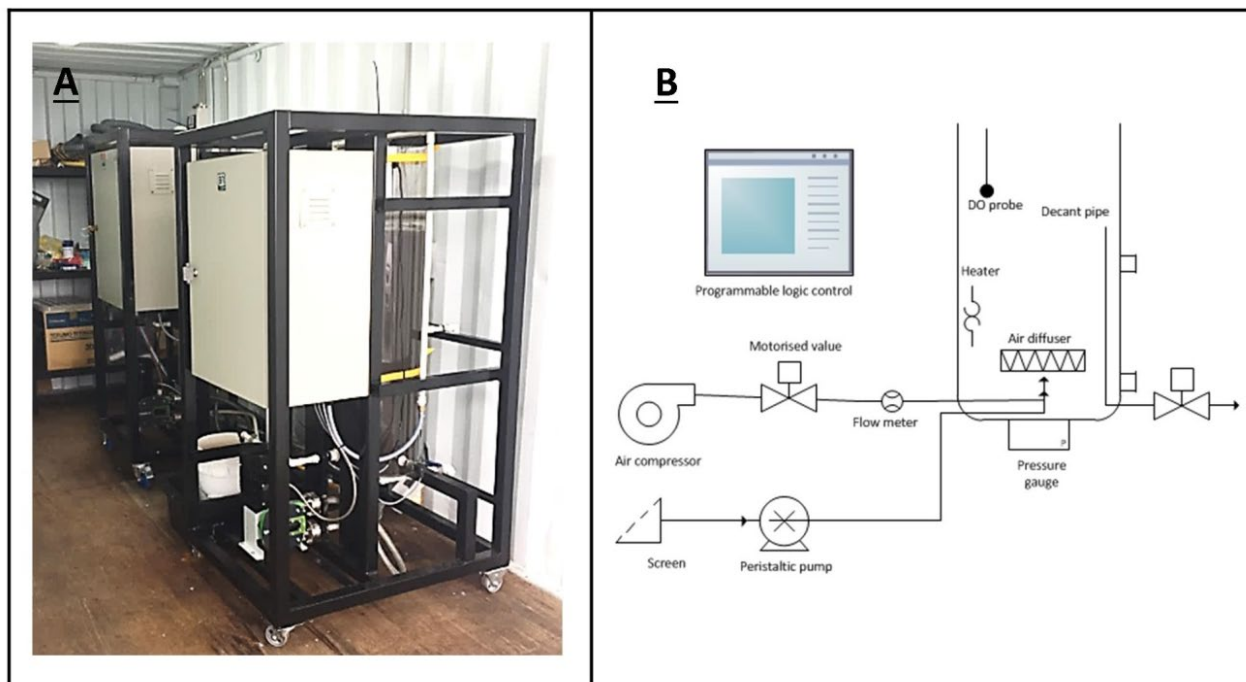 A
B
DO probe
Decant pipe
Heater
Programmable logic control
Air diffuser
Motorised value
Flow meter
Air compressor
P
Pressure
gauge
Screen
Peristaltic pump